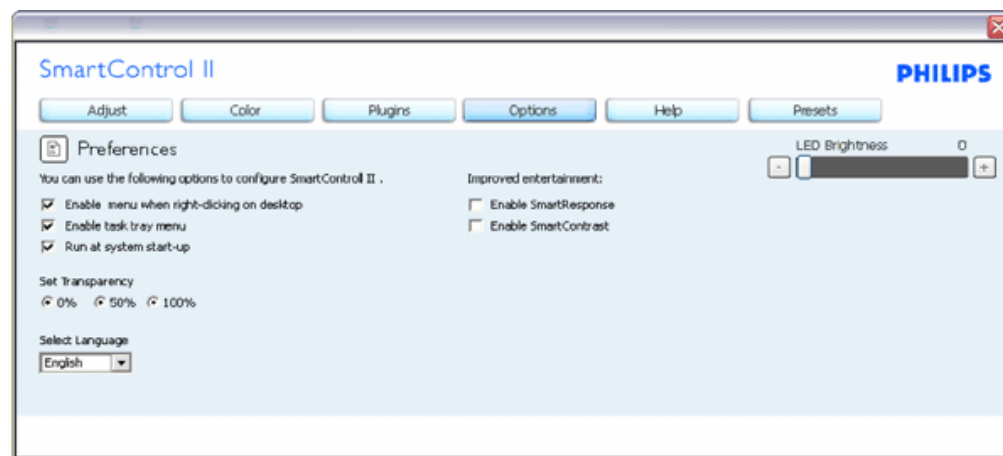 SmartControl II
PHILIPS
Adjust Color Plugins Options Help Presets
Preferences
LED Brightness 0
You can use the following options to configure SmartControl II .
Improved entertainment:
Enable menu when right-clicking on desktop
Enable SmartResponse
Enable task tray menu
Enable SmartContrast
Run at system start-up
Set Transparency
0% 50% 100%
Select Language
English